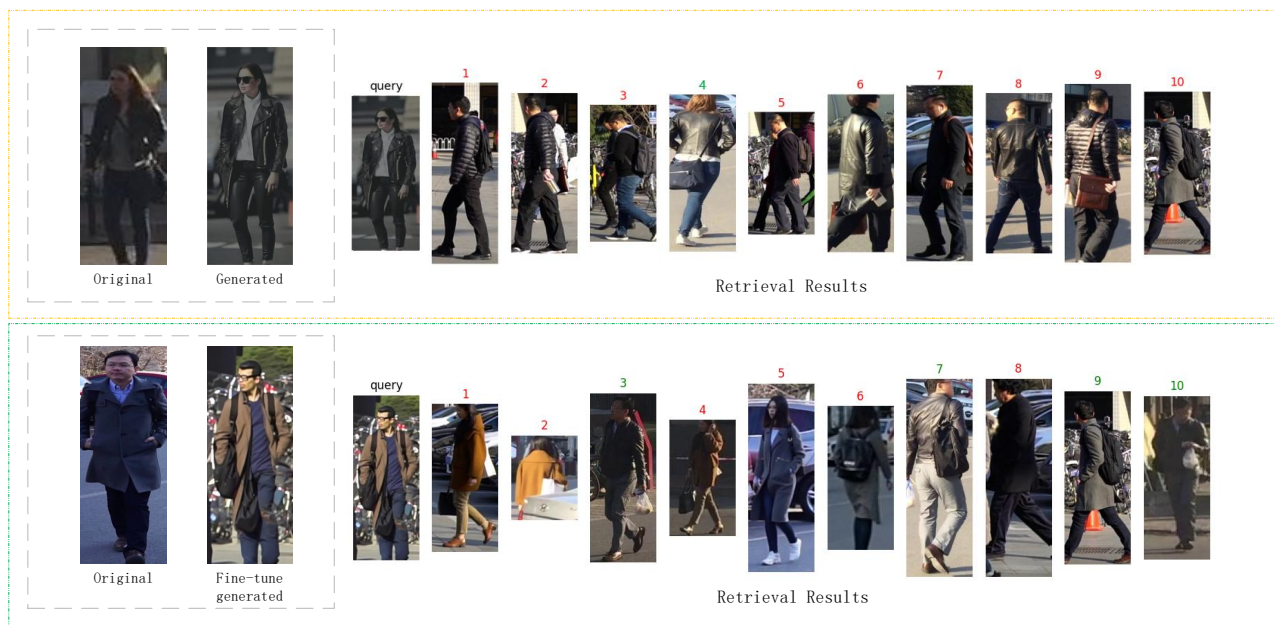 query 1 2 3 4 5 6 7 8 9 10
Original Generated
Retrieval Results
query 1 2 3 4 5 6 7 8 9 10
Original Fine-tune
generated
Retrieval Results